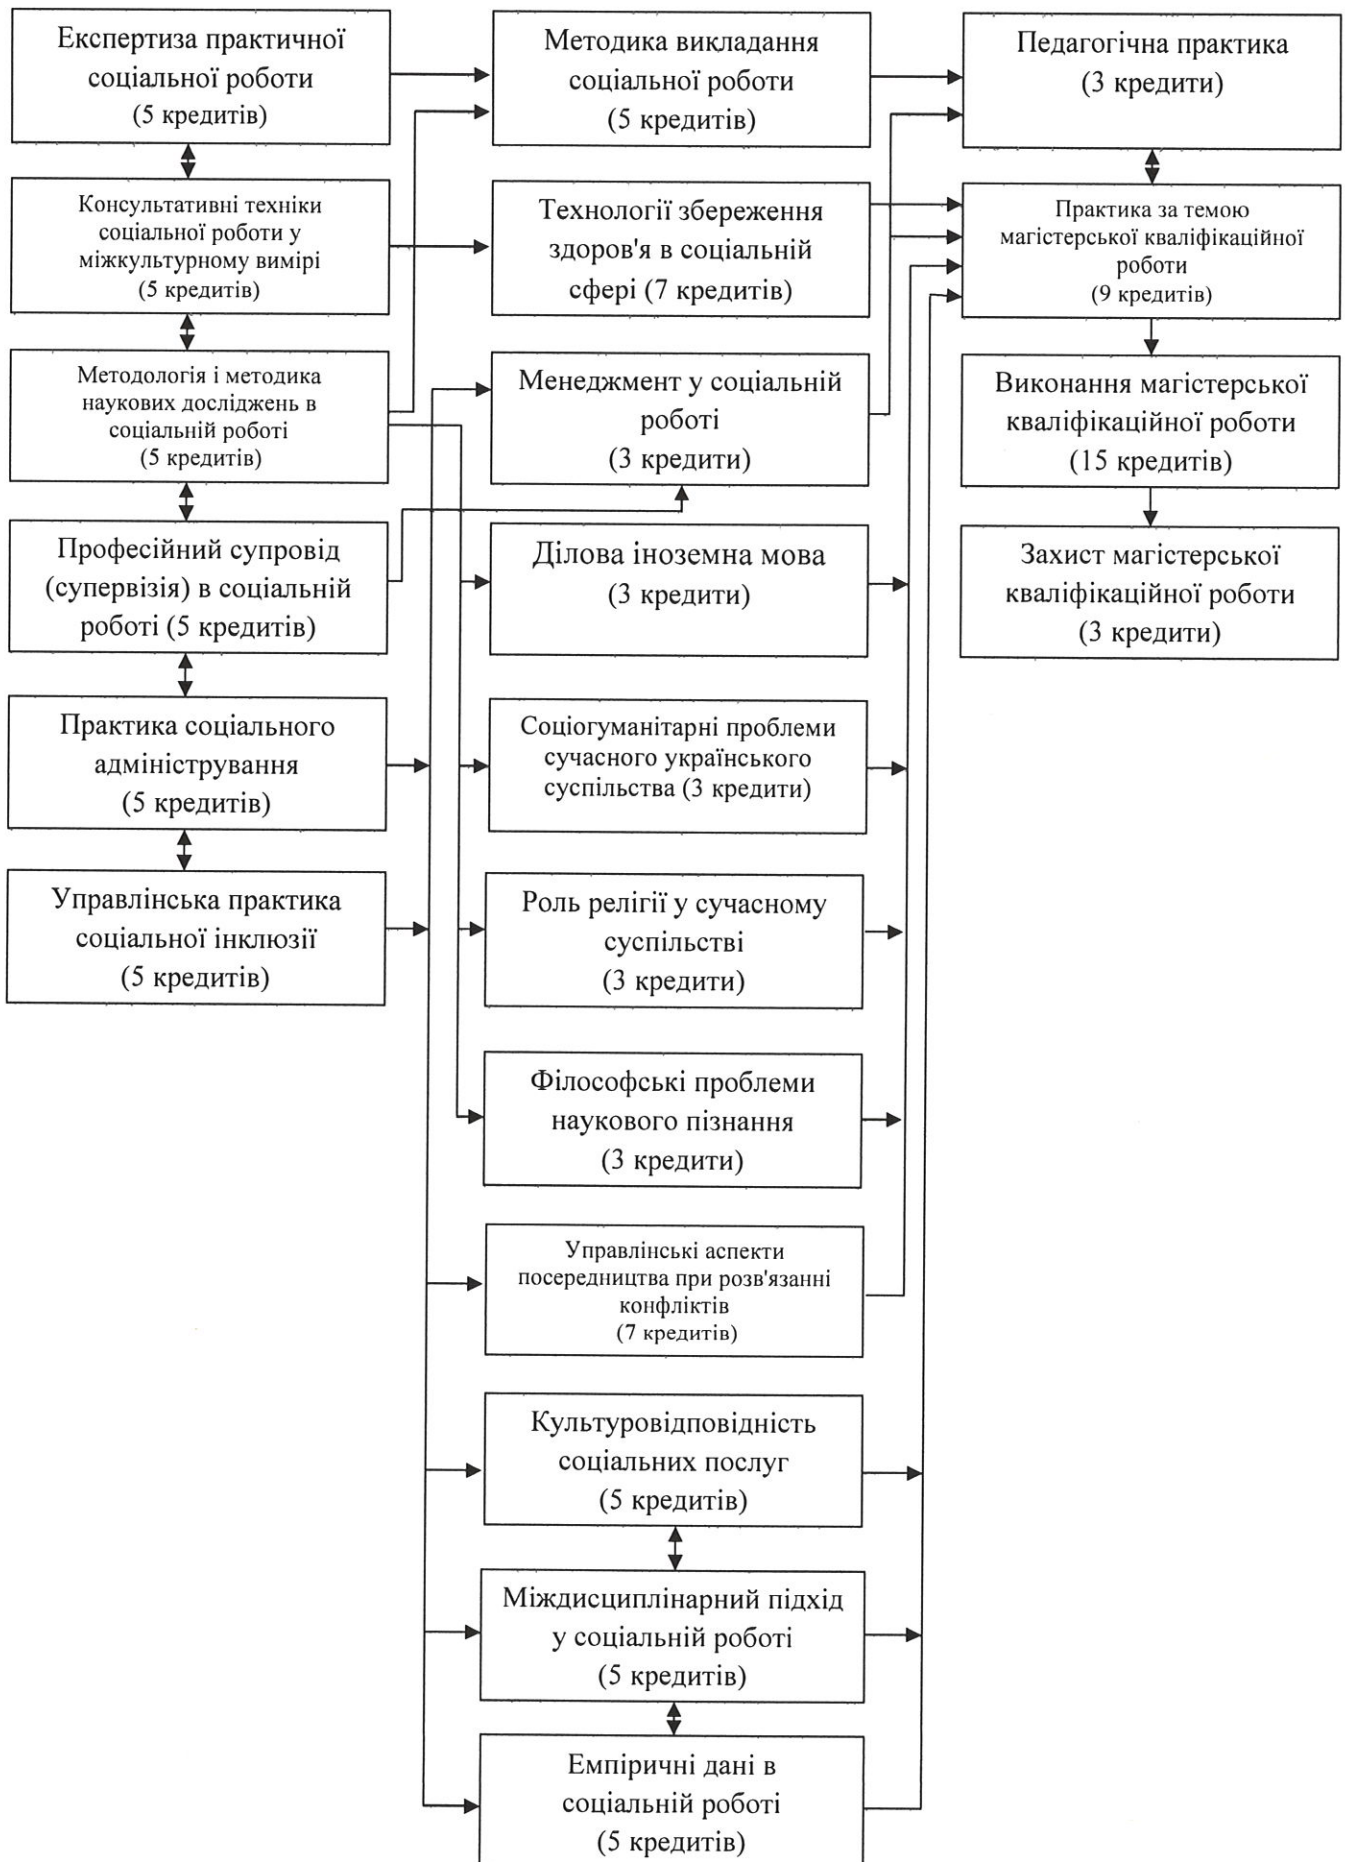 Експертиза практичної
соціальної роботи
(5 кредитів)
Консультативні техніки
соціальної роботи у
міжкультурному вимірі
(5 кредитів)
Методологія і методика
наукових досліджень в
соціальній роботі
(5 кредитів)
Професійний супровід
(супервізія) в соціальній
роботі (5 кредитів)
Практика соціального
адміністрування
(5 кредитів)
Управлінська практика
соціальної інклюзії
(5 кредитів)
Методика викладання
соціальної роботи
(5 кредитів)
Технології збереження
здоров'я в соціальній
сфері (7 кредитів)
Менеджмент у соціальній
роботі
(3 кредити)
Ділова іноземна мова
(3 кредити)
Соціогуманітарні проблеми
сучасного українського
суспільства (3 кредити)
Роль релігії у сучасному
суспільстві
(3 кредити)
Філософські проблеми
наукового пізнання
(3 кредити)
Управлінські аспекти
посередництва при розв'язанні
конфліктів
(7 кредитів)
Культуровідповідність
соціальних послуг
(5 кредитів)
Міждисциплінарний підхід
у соціальній роботі
(5 кредитів)
Емпіричні дані в
соціальній роботі
(5 кредитів)
Педагогічна практика
(3 кредити)
Практика за темою
магістерської кваліфікаційної
роботи
(9 кредитів)
Виконання магістерської
кваліфікаційної роботи
(15 кредитів)
Захист магістерської
кваліфікаційної роботи
(3 кредити)